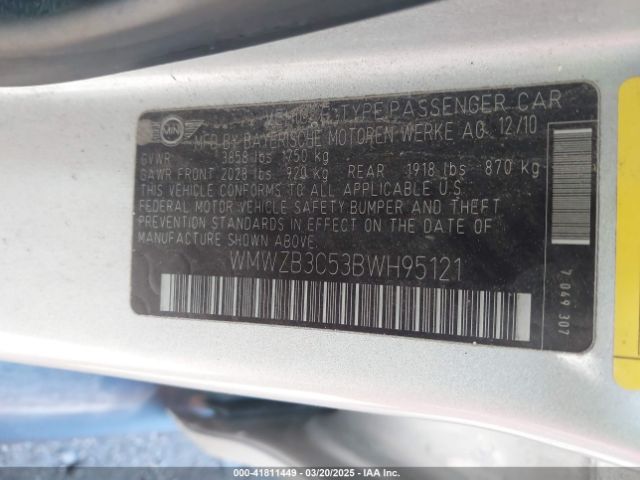 MINI
VEHICLE TYPE/PASSENGER CAR
MFG BY BAYERISCHE MOTOREN WERKE AG. 12/10
GVWR 3858 lbs 1750 kg
GAWR FRONT 2028 lbs 920 kg REAR 1918 lbs 870 kg
THIS VEHICLE CONFORMS TO ALL APPLICABLE U.S.
FEDERAL MOTOR VEHICLE SAFETY BUMPER AND THEFT
PREVENTION STANDARDS IN EFFECT ON THE DATE OF
MANUFACTURE SHOWN ABOVE.
WMWZB3C53BWH95121
7 049 307
000-41811449 - 03/20/2025 - IAA Inc.